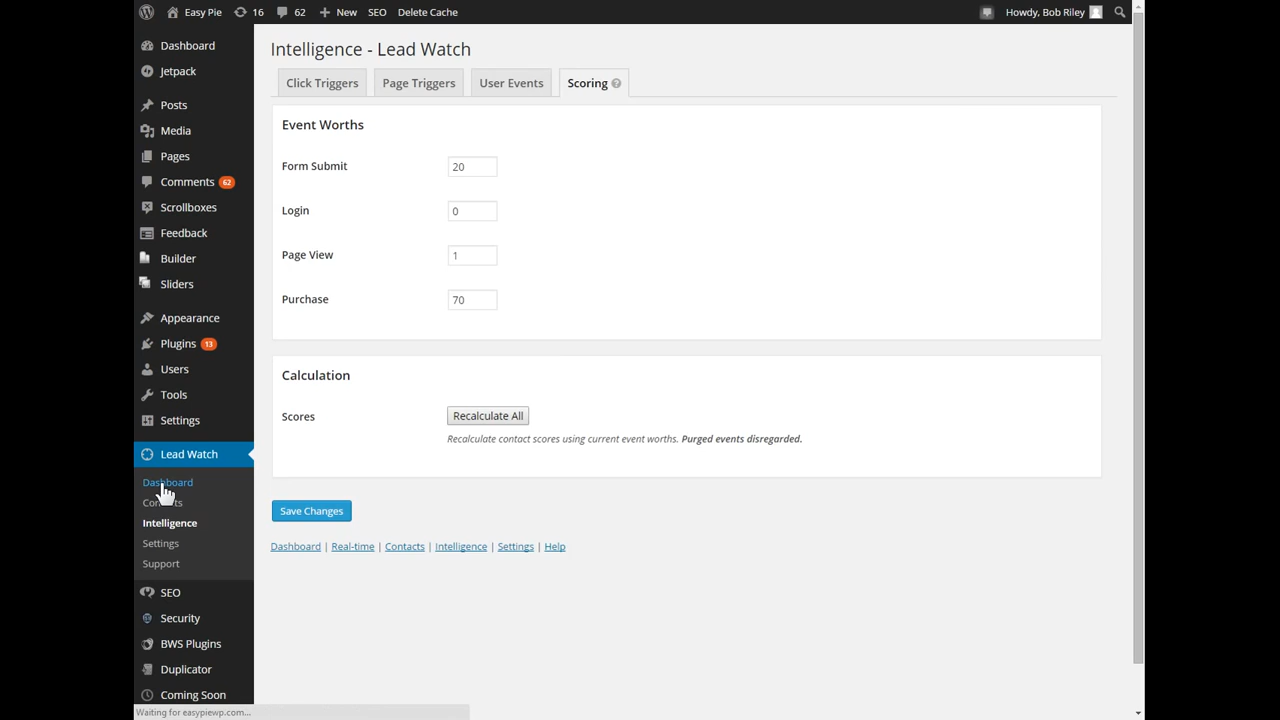 Easy Pie 16 62 New SEO Delete Cache Howdy, Bob Riley
Dashboard
Jetpack
Posts
Media
Pages
Comments 62
Scrollboxes
Feedback
Builder
Sliders
Appearance
Plugins 13
Users
Tools
Settings
Lead Watch
Dashboard
Intelligence
Settings
Support
SEO
Security
BWS Plugins
Duplicator
Coming Soon
Intelligence - Lead Watch
Click Triggers Page Triggers User Events Scoring ?
Event Worths
Form Submit 20
Login 0
Page View 1
Purchase 70
Calculation
Scores Recalculate All
Recalculate contact scores using current event worths. Purged events disregarded.
Save Changes
Dashboard | Real-time | Contacts | Intelligence | Settings | Help
Waiting for easypiewp.com...